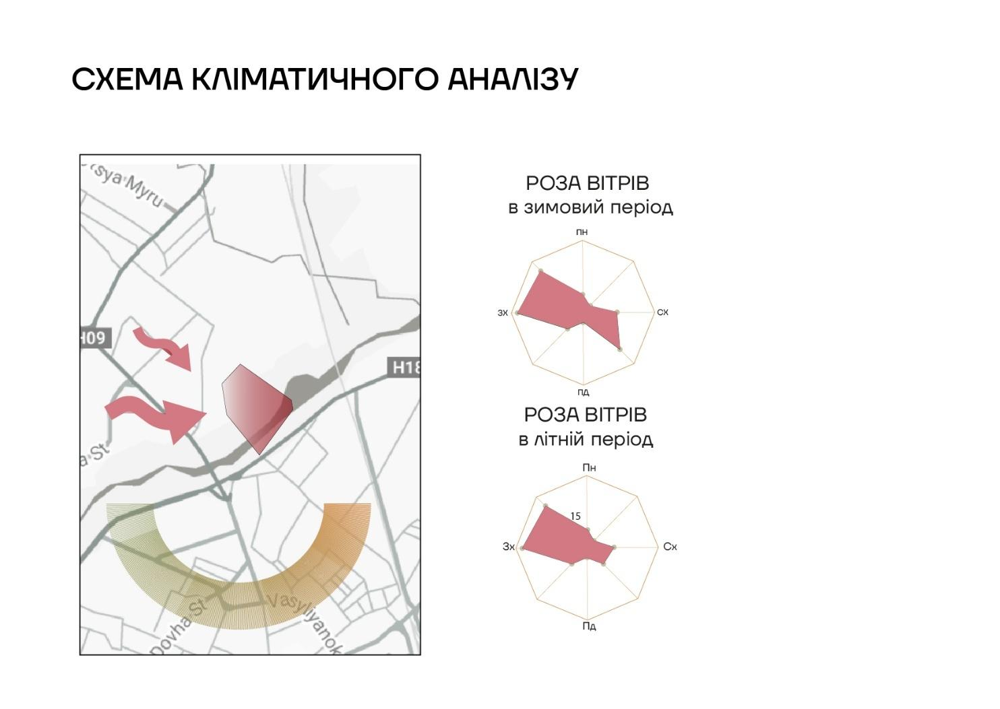 СХЕМА КЛІМАТИЧНОГО АНАЛІЗУ
tsya Myru
H09
H18
a St
Dovha St
Vasyliyanok
РОЗА ВІТРІВ
в зимовий період
пн
зх
сх
пд
РОЗА ВІТРІВ
в літній період
Пн
15
Зх
Сх
Пд